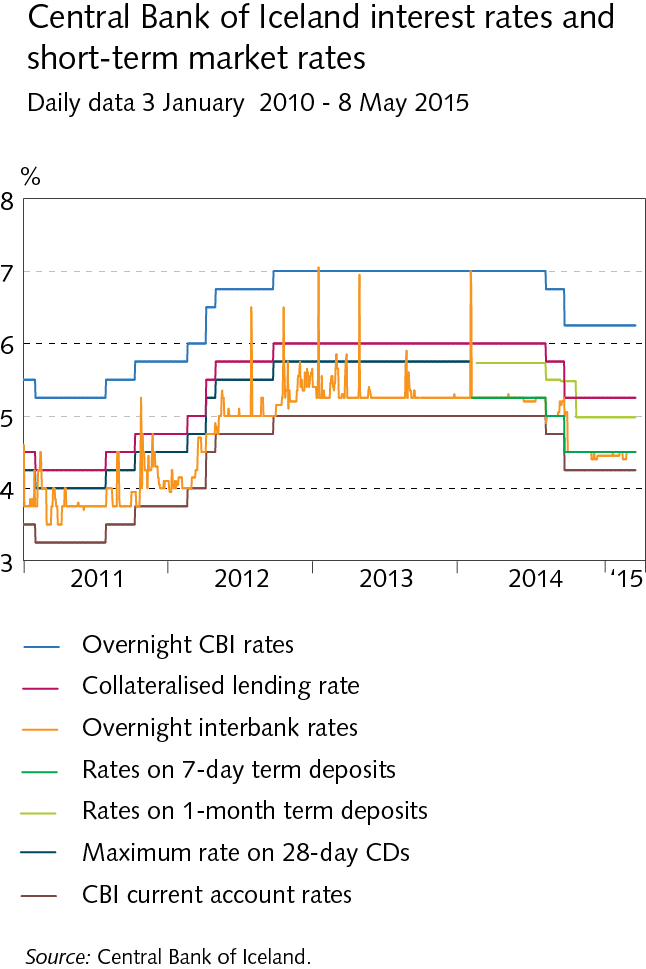 Central Bank of Iceland interest rates and
short-term market rates
Daily data 3 January 2010 - 8 May 2015
%
8
7
6
5
4
3
2011 2012 2013 2014 ‘15
Overnight CBI rates
Collateralised lending rate
Overnight interbank rates
Rates on 7-day term deposits
Rates on 1-month term deposits
Maximum rate on 28-day CDs
CBI current account rates
Source: Central Bank of Iceland.